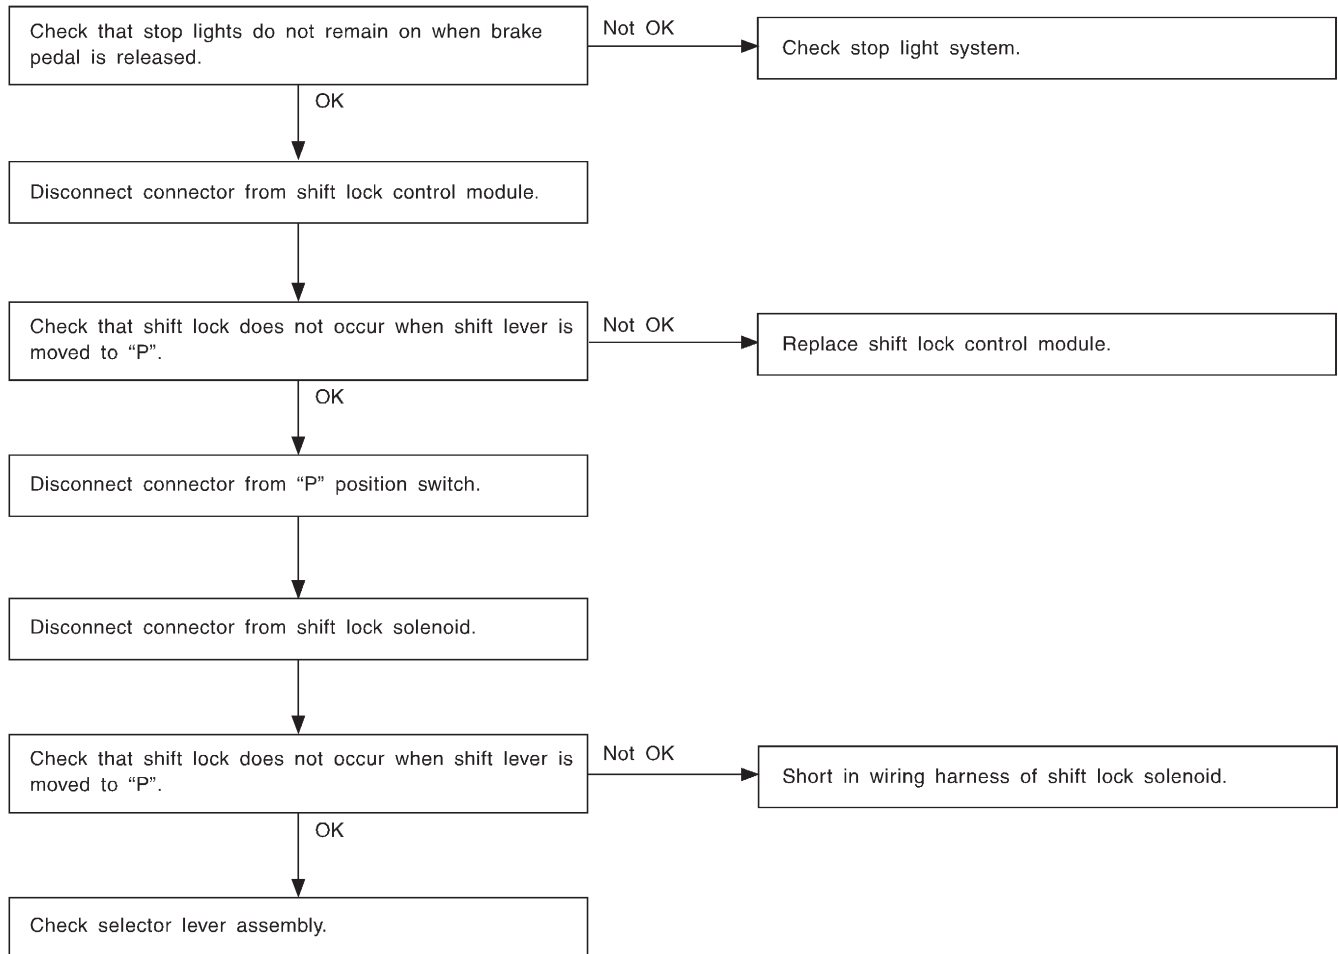 Check that stop lights do not remain on when brake
pedal is released.
Not OK
Check stop light system.
OK
Disconnect connector from shift lock control module.
Check that shift lock does not occur when shift lever is
moved to “P”.
Not OK
Replace shift lock control module.
OK
Disconnect connector from “P” position switch.
Disconnect connector from shift lock solenoid.
Check that shift lock does not occur when shift lever is
moved to “P”.
Not OK
Short in wiring harness of shift lock solenoid.
OK
Check selector lever assembly.